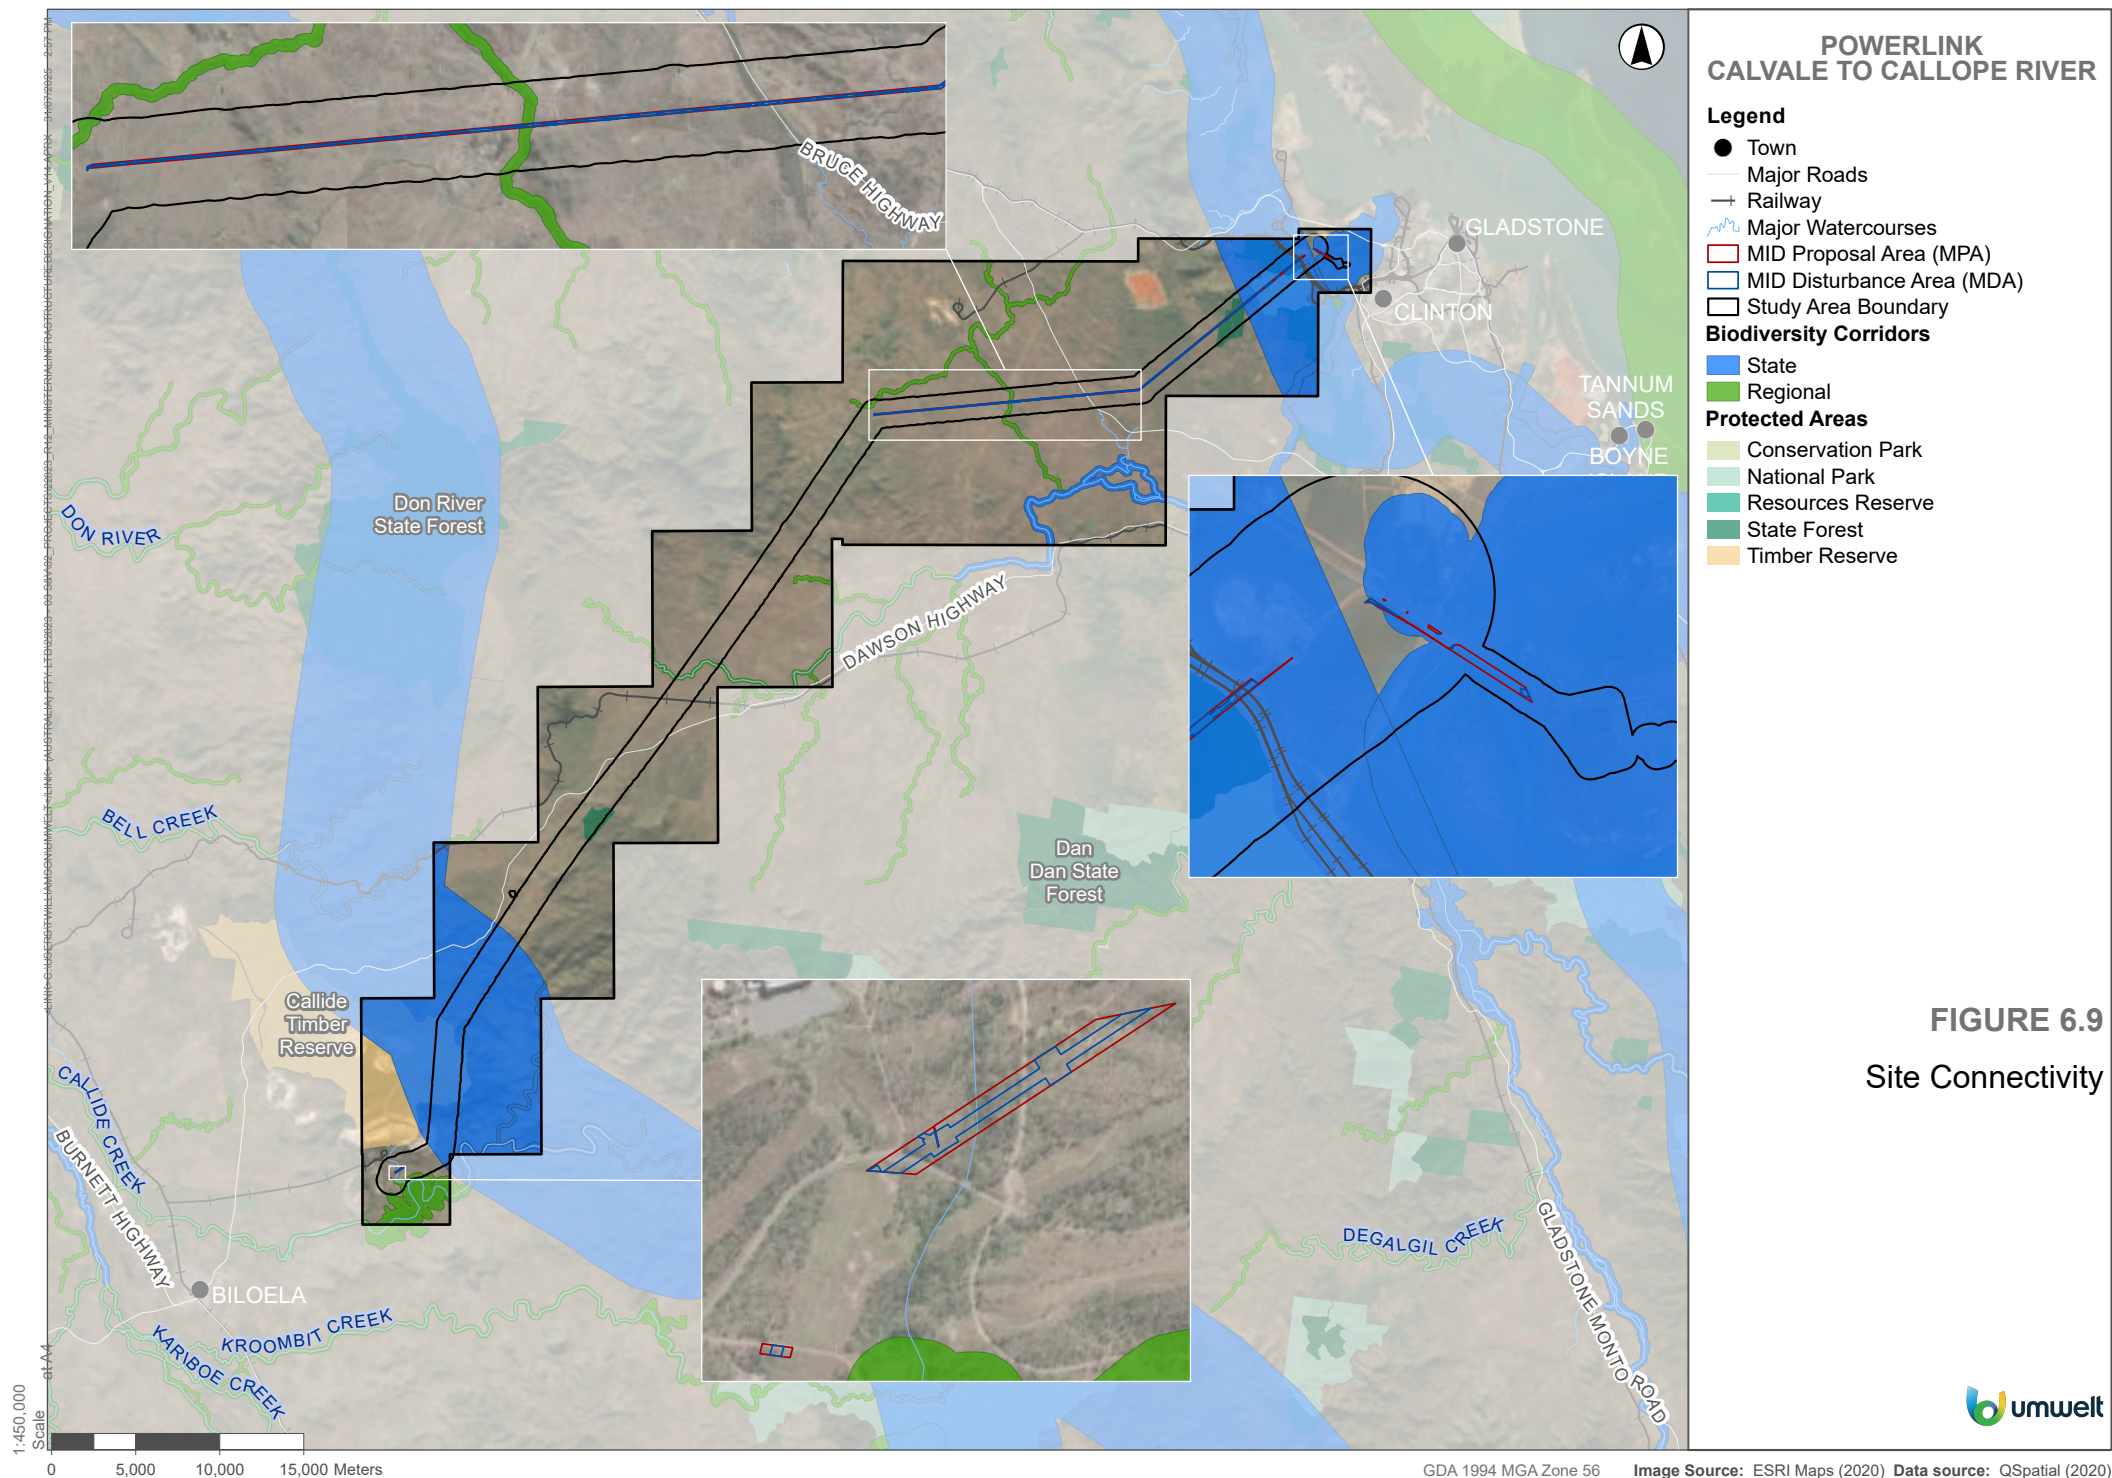 POWERLINK
CALVALE TO CALLOPE RIVER
Legend
Town
Major Roads
Railway
Major Watercourses
MID Proposal Area (MPA)
MID Disturbance Area (MDA)
Study Area Boundary
Biodiversity Corridors
State
Regional
Protected Areas
Conservation Park
National Park
Resources Reserve
State Forest
Timber Reserve
FIGURE 6.9
Site Connectivity
umwelt
BRUCE HIGHWAY
GLADSTONE
CLINTON
TANNUM
SANDS
BOYNE
Don River
State Forest
DON RIVER
DAWSON HIGHWAY
BELL CREEK
Dan
Dan State
Forest
Callide
Timber
Reserve
CALLIDE CREEK
BURNETT HIGHWAY
BILOELA
KROOMBIT CREEK
KARIBOE CREEK
DEGALGIL CREEK
GLADSTONE MONTO ROAD
1:450,000
Scale
at A4
0 5,000 10,000 15,000 Meters
GDA 1994 MGA Zone 56
Image Source: ESRI Maps (2020) Data source: QSpatial (2020)